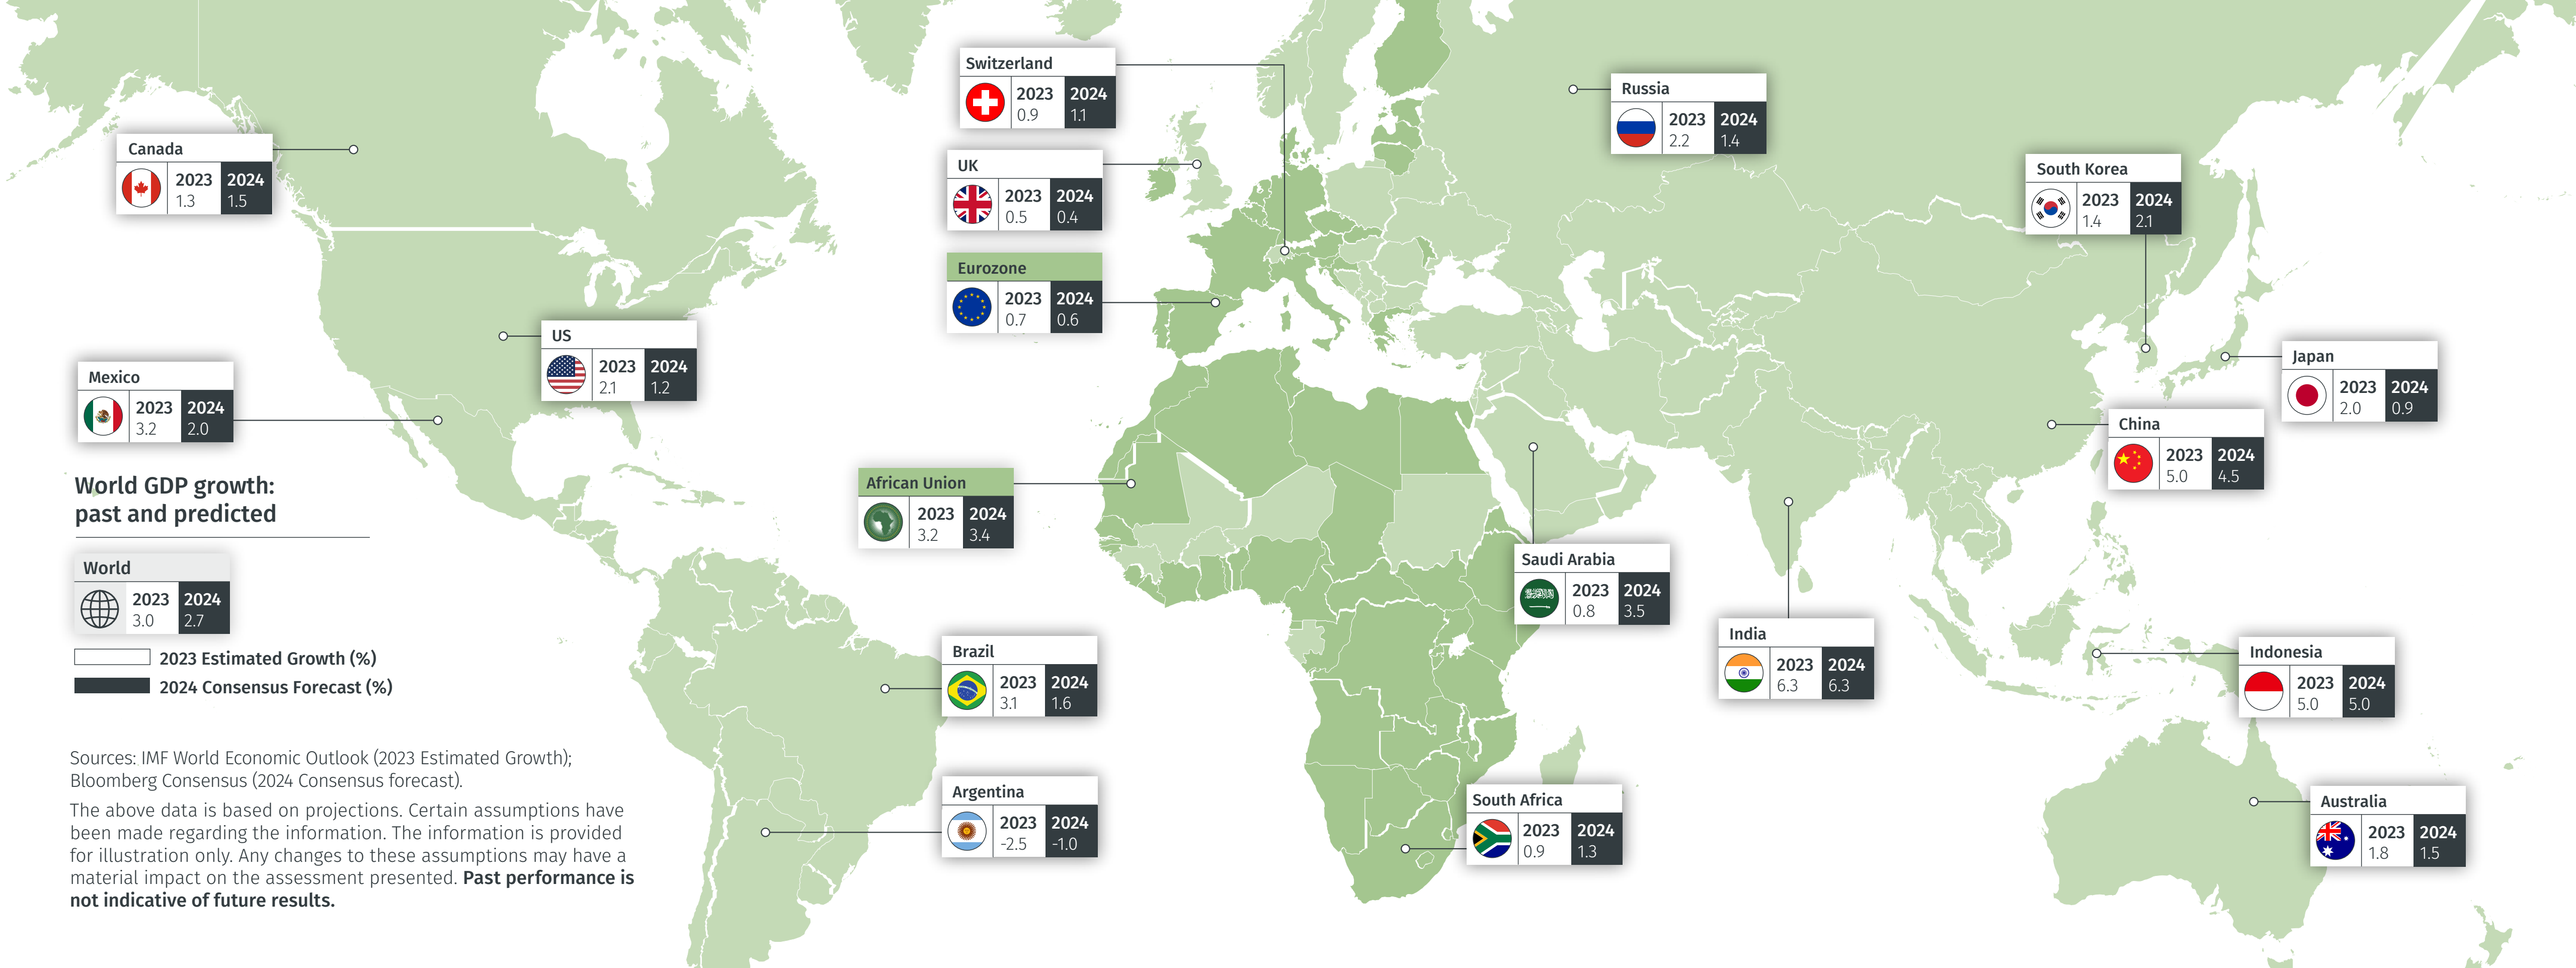 Switzerland
2023 2024
0.9 1.1
Russia
2023 2024
2.2 1.4
Canada
2023 2024
1.3 1.5
UK
2023 2024
0.5 0.4
South Korea
2023 2024
1.4 2.1
Eurozone
2023 2024
0.7 0.6
US
2023 2024
2.1 1.2
Japan
2023 2024
2.0 0.9
Mexico
2023 2024
3.2 2.0
China
2023 2024
5.0 4.5
African Union
2023 2024
3.2 3.4
World GDP growth:
past and predicted
World
2023 2024
3.0 2.7
2023 Estimated Growth (%)
2024 Consensus Forecast (%)
Saudi Arabia
2023 2024
0.8 3.5
India
2023 2024
6.3 6.3
Brazil
2023 2024
3.1 1.6
Indonesia
2023 2024
5.0 5.0
Argentina
2023 2024
-2.5 -1.0
South Africa
2023 2024
0.9 1.3
Australia
2023 2024
1.8 1.5
Sources: IMF World Economic Outlook (2023 Estimated Growth);
Bloomberg Consensus (2024 Consensus forecast).
The above data is based on projections. Certain assumptions have
been made regarding the information. The information is provided
for illustration only. Any changes to these assumptions may have a
material impact on the assessment presented. Past performance is
not indicative of future results.